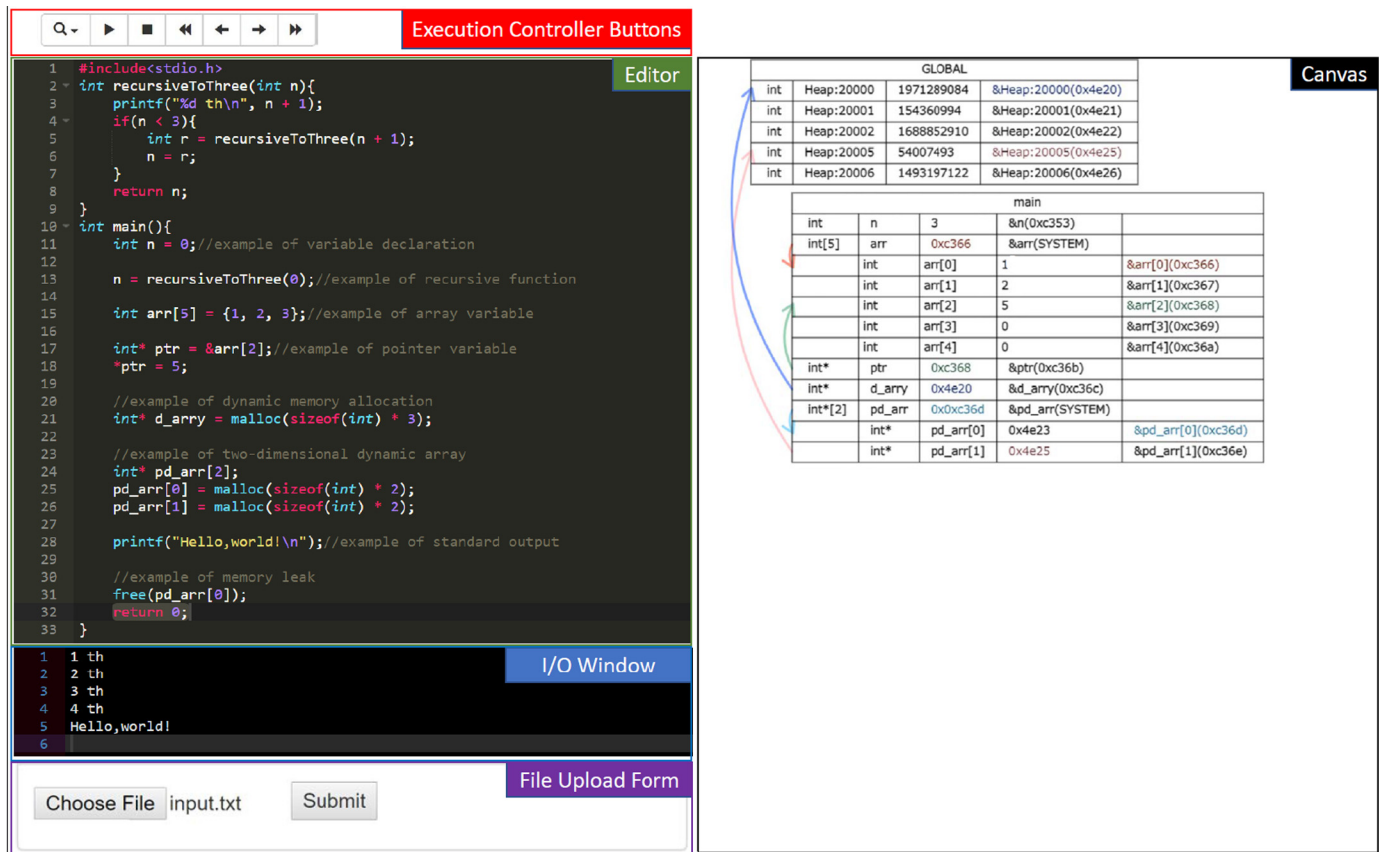 Execution Controller Buttons
Editor
1 #include<stdio.h>
2 int recursiveToThree(int n){
3 printf("%d th\n", n + 1);
4 if(n < 3){
5 int r = recursiveToThree(n + 1);
6 n = r;
7 }
8 return n;
9 }
10 int main(){
11 int n = 0;//example of variable declaration
12
13 n = recursiveToThree(0);//example of recursive function
14
15 int arr[5] = {1, 2, 3};//example of array variable
16
17 int* ptr = &arr[2];//example of pointer variable
18 *ptr = 5;
19
20 //example of dynamic memory allocation
21 int* d_arry = malloc(sizeof(int) * 3);
22
23 //example of two-dimensional dynamic array
24 int* pd_arr[2];
25 pd_arr[0] = malloc(sizeof(int) * 2);
26 pd_arr[1] = malloc(sizeof(int) * 2);
27
28 printf("Hello,world!\n");//example of standard output
29
30 //example of memory leak
31 free(pd_arr[0]);
32 return 0;
33 }
I/O Window
1 1 th
2 2 th
3 3 th
4 4 th
5 Hello,world!
6
File Upload Form
Choose File input.txt Submit
Canvas
GLOBAL
int Heap:20000 1971289084 &Heap:20000(0x4e20)
int Heap:20001 154360994 &Heap:20001(0x4e21)
int Heap:20002 1688852910 &Heap:20002(0x4e22)
int Heap:20005 54007493 &Heap:20005(0x4e25)
int Heap:20006 1493197122 &Heap:20006(0x4e26)
main
int n 3 &n(0xc353)
int[5] arr 0xc366 &arr(SYSTEM)
int arr[0] 1 &arr[0](0xc366)
int arr[1] 2 &arr[1](0xc367)
int arr[2] 5 &arr[2](0xc368)
int arr[3] 0 &arr[3](0xc369)
int arr[4] 0 &arr[4](0xc36a)
int* ptr 0xc368 &ptr(0xc36b)
int* d_arry 0x4e20 &d_arry(0xc36c)
int*[2] pd_arr 0x0xc36d &pd_arr(SYSTEM)
int* pd_arr[0] 0x4e23 &pd_arr[0](0xc36d)
int* pd_arr[1] 0x4e25 &pd_arr[1](0xc36e)